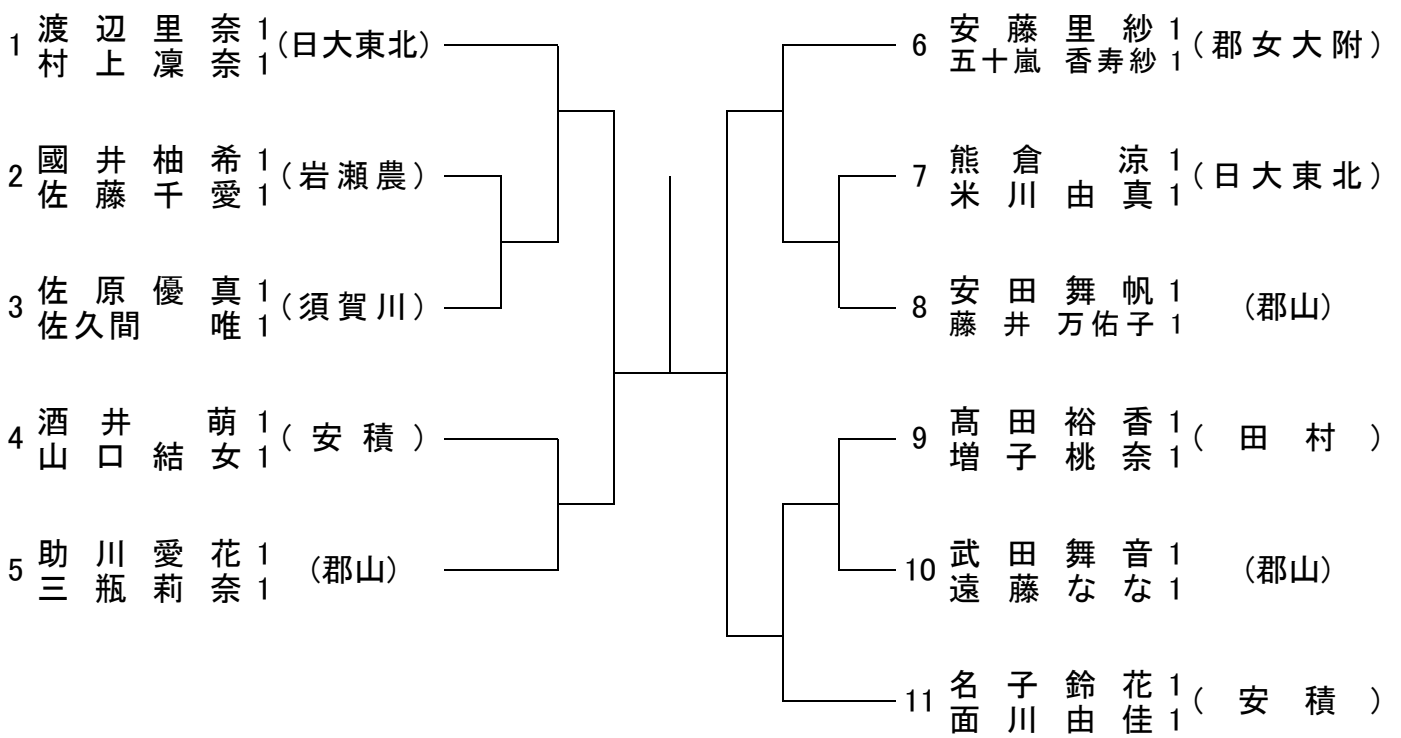 1 渡辺里奈 1 (日大東北)
村上凜奈 1
2 國井柚希 1 (岩瀬農)
佐藤千愛 1
3 佐原優真 1 (須賀川)
佐久間 唯 1
4 酒井 萌 1 (安積)
山口結女 1
5 助川愛花 1 (郡山)
三瓶莉奈 1
6 安藤里紗 1 (郡女大附)
五十嵐 香寿紗 1
7 熊倉 涼 1 (日大東北)
米川由真 1
8 安田舞帆 1 (郡山)
藤井万佑子 1
9 髙田裕香 1 (田村)
増子桃奈 1
10 武田舞音 1 (郡山)
遠藤なな 1
11 名子鈴花 1 (安積)
面川由佳 1